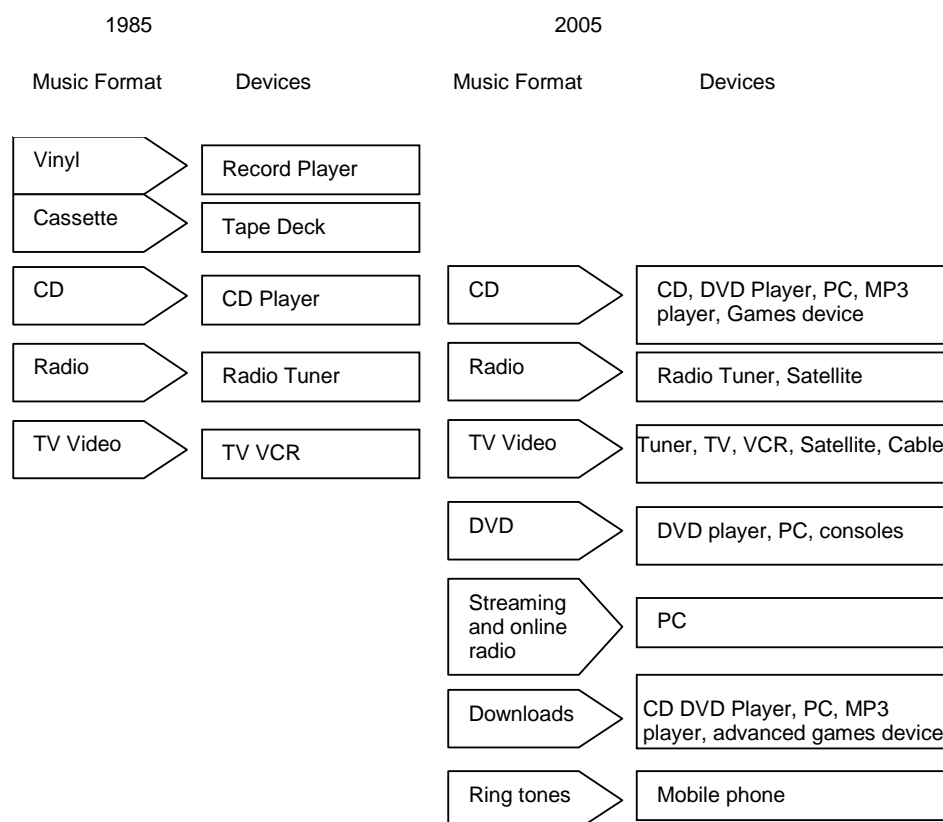 1985
2005
Music Format
Devices
Music Format
Devices
Vinyl
Record Player
Cassette
Tape Deck
CD
CD Player
CD
CD, DVD Player, PC, MP3
player, Games device
Radio
Radio Tuner
Radio
Radio Tuner, Satellite
TV Video
TV VCR
TV Video
Tuner, TV, VCR, Satellite, Cable
DVD
DVD player, PC, consoles
Streaming
and online
radio
PC
Downloads
CD DVD Player, PC, MP3
player, advanced games device
Ring tones
Mobile phone